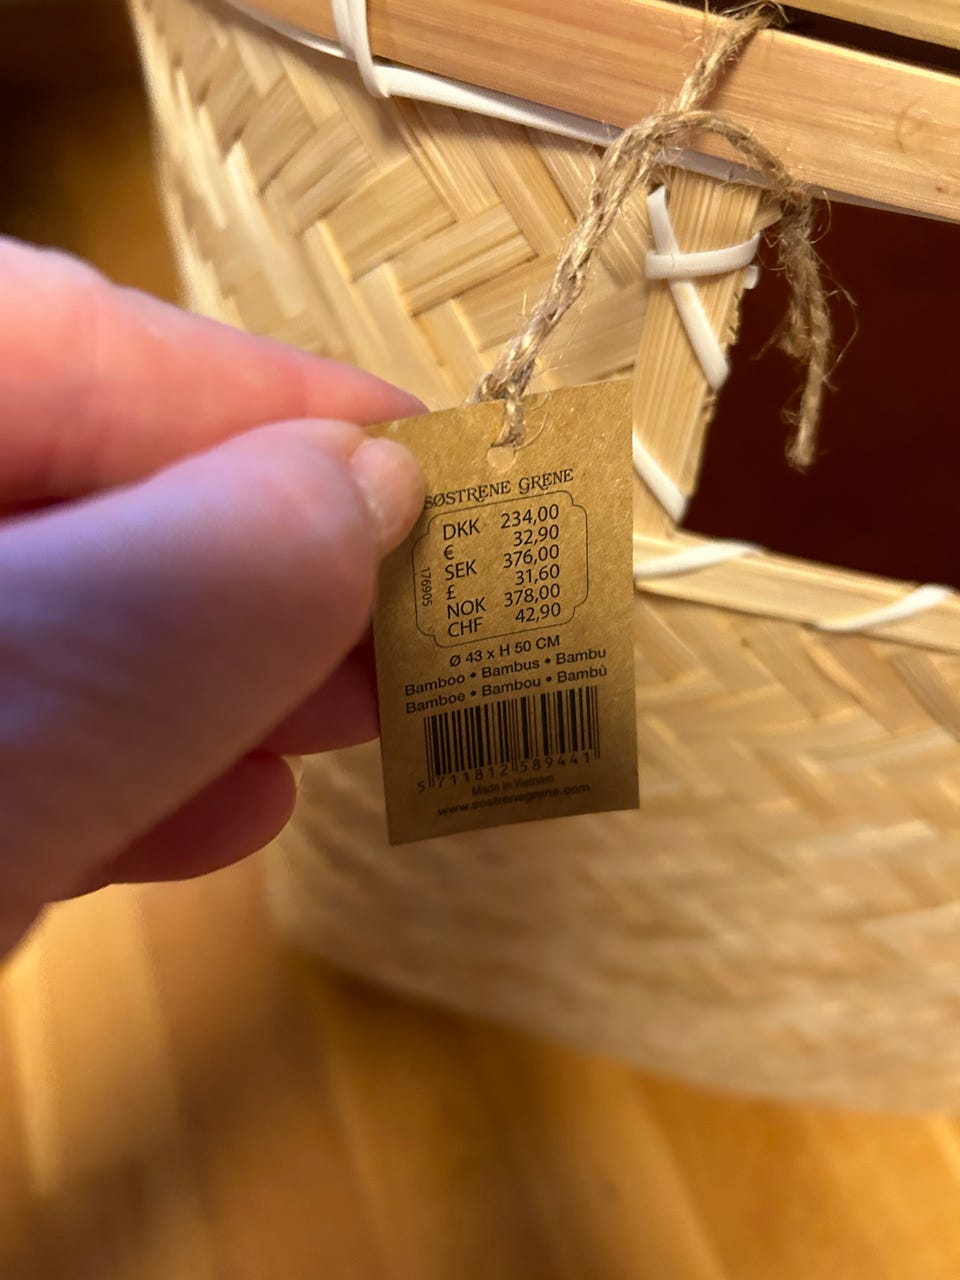 SØSTRENE GRENE
DKK 234,00
€ 32,90
SEK 376,00
£ 31,60
NOK 378,00
CHF 42,90
176905
Ø 43 x H 50 CM
Bamboo • Bambus • Bambu
Bamboe • Bambou • Bambù
5 711812 589441
Made in Vietnam
www.sostrenegrene.com